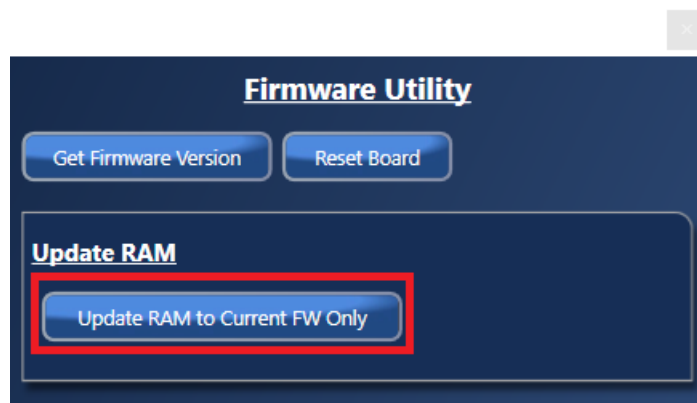 Firmware Utility
Get Firmware Version Reset Board
Update RAM
Update RAM to Current FW Only